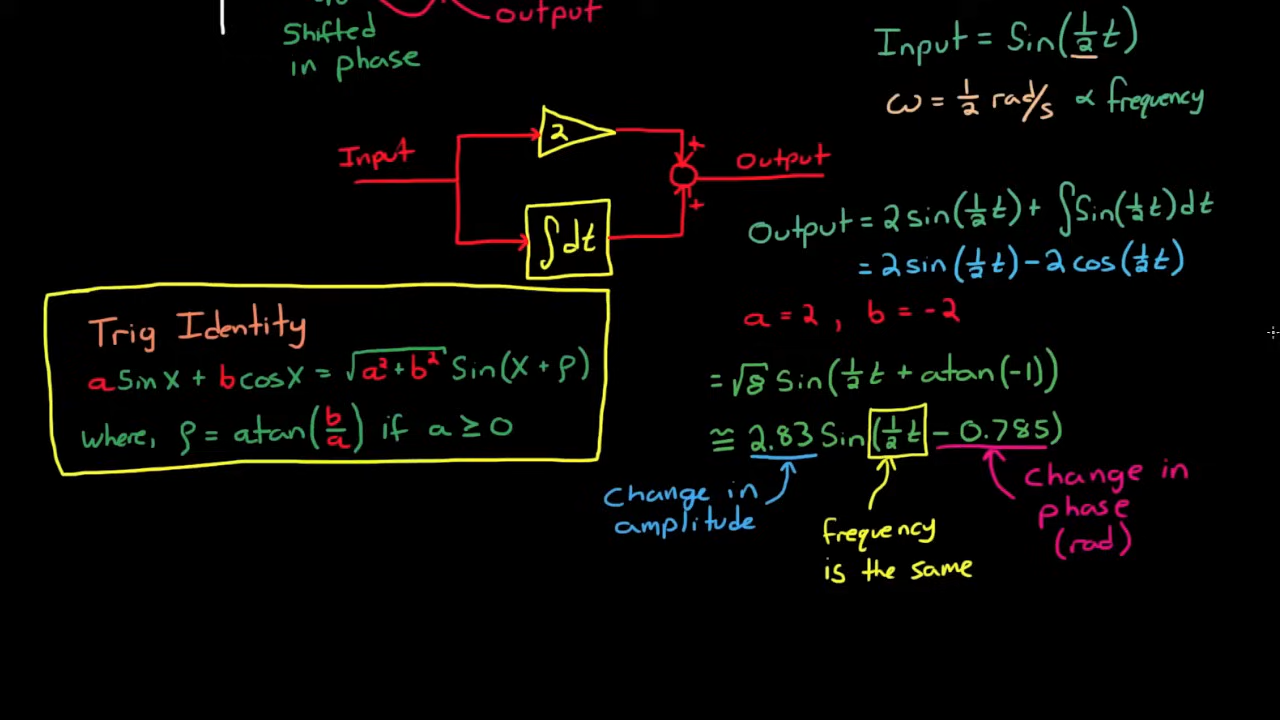 Output
Shifted
in phase
Input = Sin(½t)
ω = ½ rad/s ∝ frequency
Input
2
+
Output
∫dt
+
Output = 2sin(½t) + ∫Sin(½t)dt
= 2sin(½t) - 2cos(½t)
a = 2, b = -2
= √8 Sin(½t + atan(-1))
≅ 2.83 Sin(½t - 0.785)
Change in
amplitude
frequency
is the same
Change in
phase
(rad)
Trig Identity
a Sin X + b cos X = √(a² + b²) Sin(X + ρ)
where, ρ = atan(b/a) if a ≥ 0